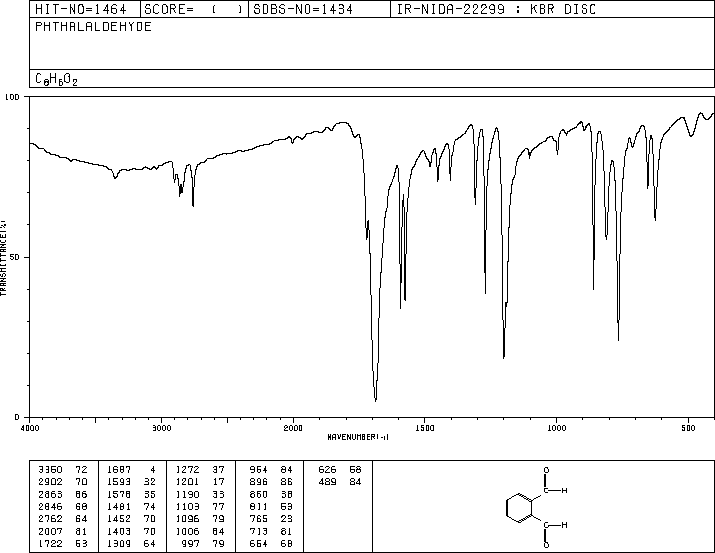 HIT-NO=1464 SCORE= ( ) SDBS-NO=1434 IR-NIDA-22299 : KBR DISC
PHTHALALDEHYDE
C8H6O2
100
50
0
TRANSMITTANCE(%)
4000 3000 2000 1500 1000 500
WAVENUMBER(-1)
3360 72 1687 4 1272 37 964 84 626 58
2902 70 1593 32 1201 17 896 86 489 84
2863 66 1578 35 1190 33 860 38
2846 68 1481 74 1103 77 811 53
2762 64 1452 70 1096 79 765 23
2007 81 1403 70 1006 84 713 81
1722 53 1309 64 997 79 654 68
O
C H
C H
O